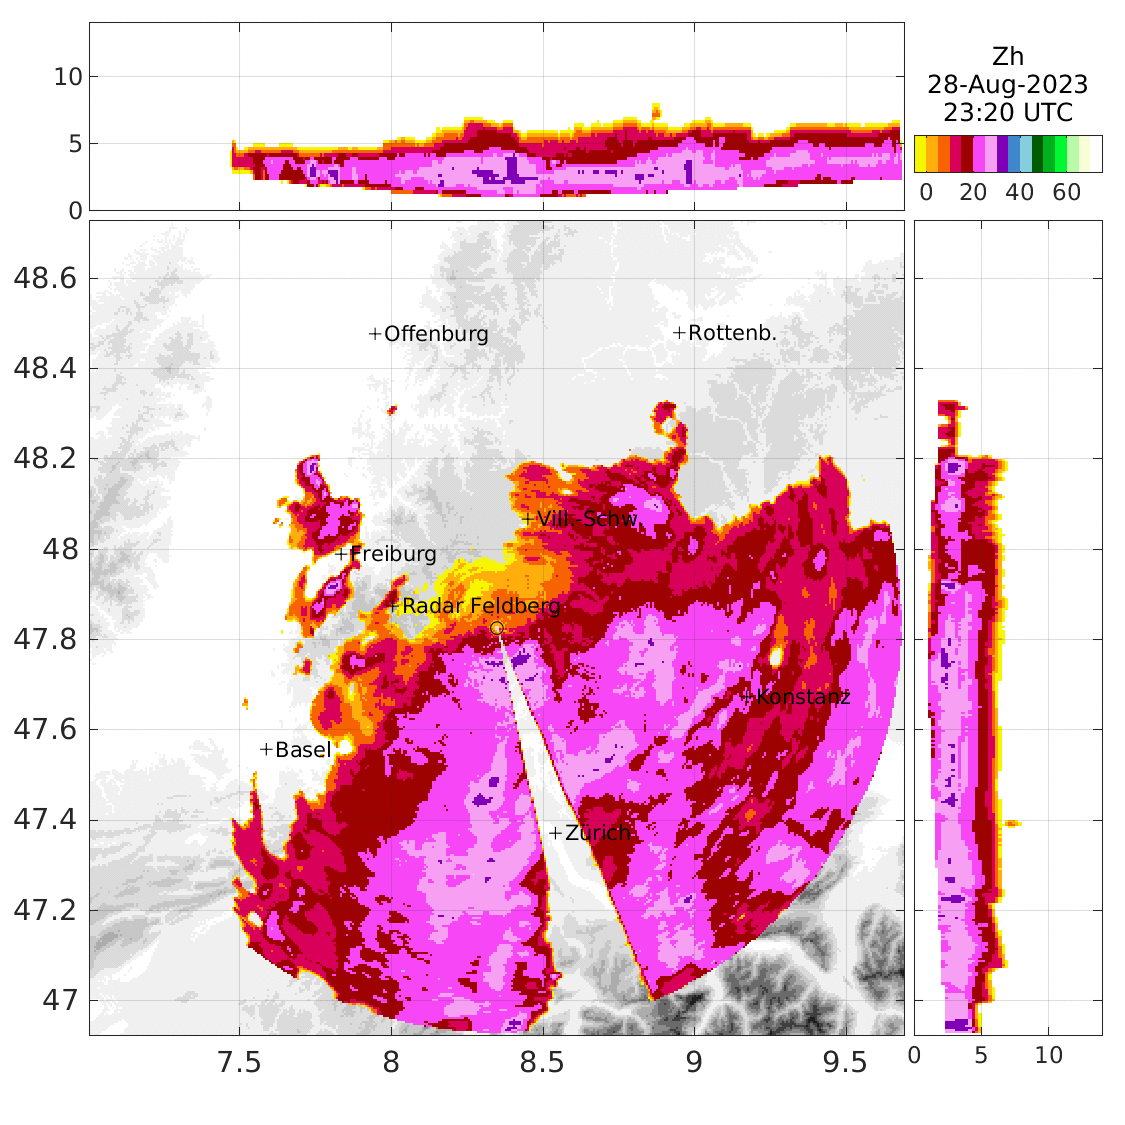 10
5
0
Zh
28-Aug-2023
23:20 UTC
0 20 40 60
48.6
48.4
48.2
48
47.8
47.6
47.4
47.2
47
+Offenburg
+Rottenb.
+Vill.-Schw.
+Freiburg
+Radar Feldberg
+Konstanz
+Basel
+Zürich
7.5 8 8.5 9 9.5
0 5 10